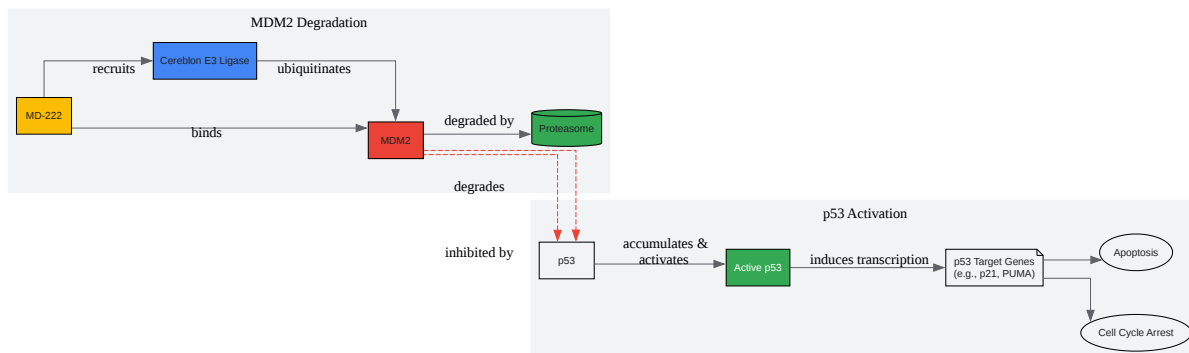 MDM2 Degradation
Cereblon E3 Ligase
recruits
ubiquitinates
MD-222
binds
MDM2
degraded by
Proteasome
degrades
inhibited by
p53 Activation
p53
accumulates &
activates
Active p53
induces transcription
p53 Target Genes
(e.g., p21, PUMA)
Apoptosis
Cell Cycle Arrest